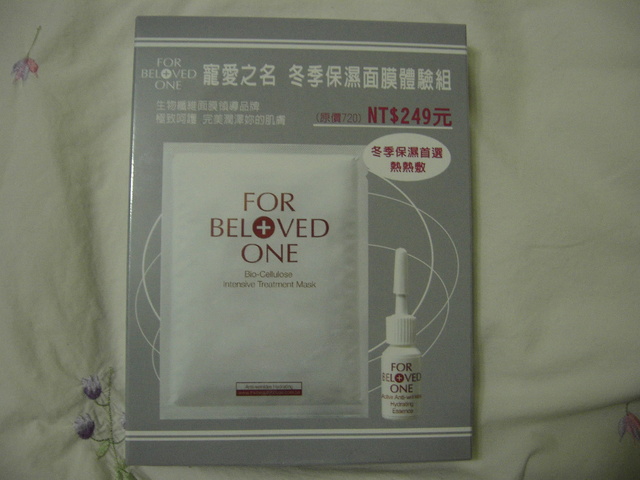 FOR
BELOVED
ONE
寵愛之名 冬季保濕面膜體驗組
生物纖維面膜領導品牌
極致呵護 完美潤澤妳的肌膚
(原價720) NT$249元
冬季保濕首選
熱熱敷
FOR
BELOVED
ONE
Bio-Cellulose
Intensive Treatment Mask
FOR
BELOVED
ONE
Hydrating
Essence